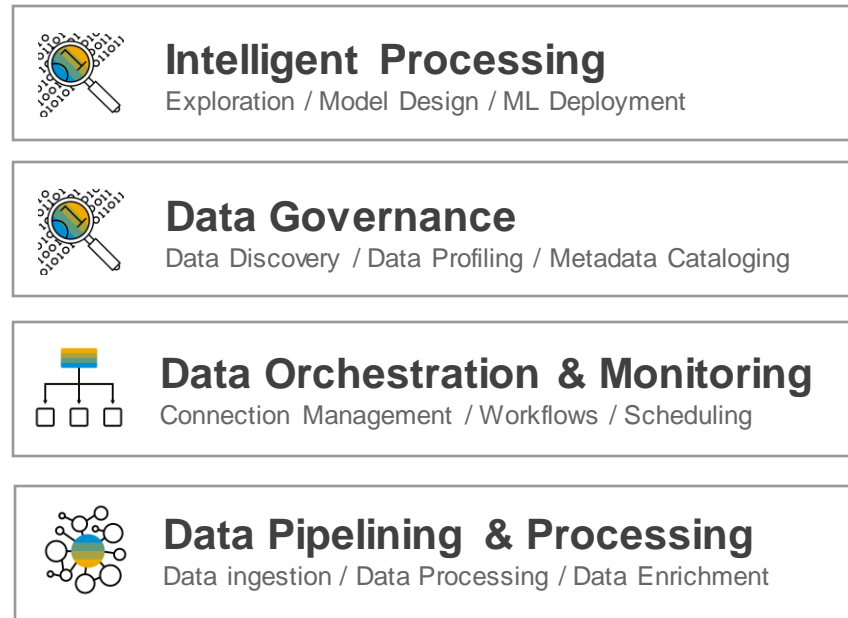 Intelligent Processing
Exploration / Model Design / ML Deployment
Data Governance
Data Discovery / Data Profiling / Metadata Cataloging
Data Orchestration & Monitoring
Connection Management / Workflows / Scheduling
Data Pipelining & Processing
Data ingestion / Data Processing / Data Enrichment